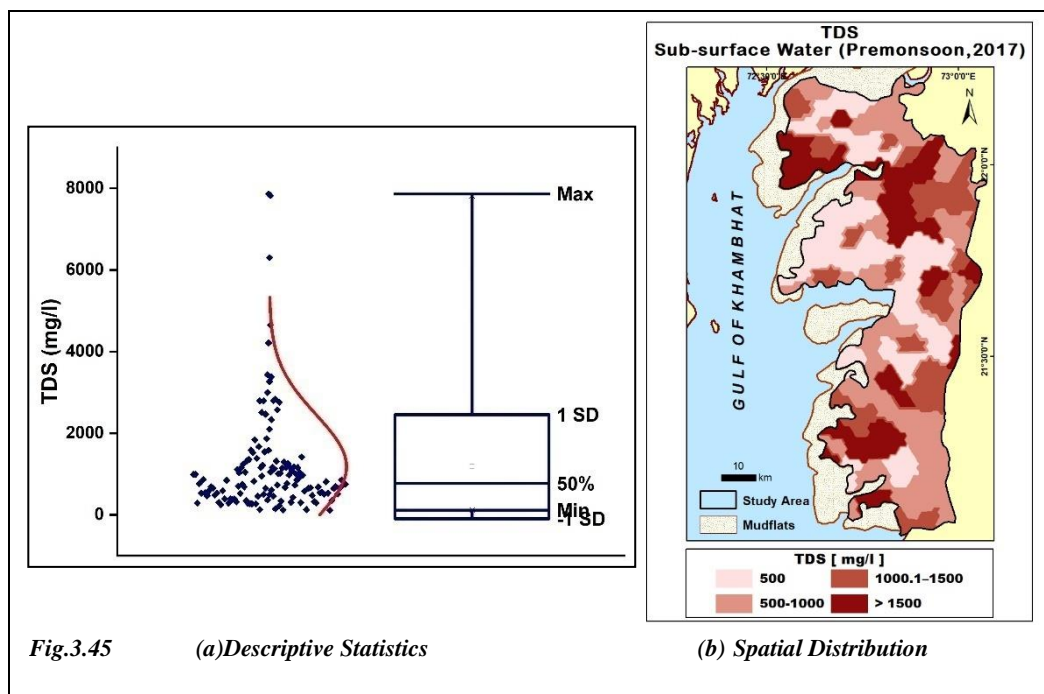 TDS (mg/l)
8000
6000
4000
2000
0
Max
1 SD
50%
Min
-1 SD
TDS
Sub-surface Water (Premonsoon,2017)
72°30'0"E
73°0'0"E
N
22°0'0"N
21°30'0"N
GULF OF KHAMBHAT
10
km
Study Area
Mudflats
TDS [ mg/l ]
500
1000.1–1500
500-1000
> 1500
Fig.3.45 (a)Descriptive Statistics (b) Spatial Distribution